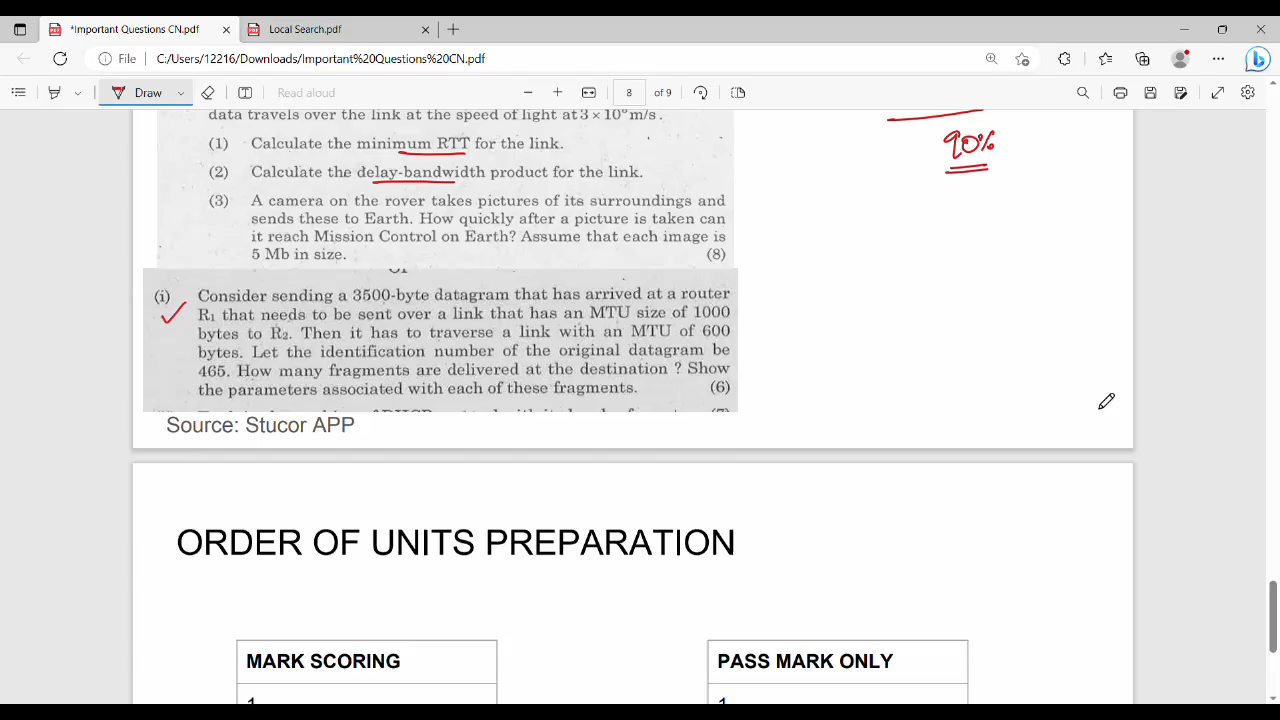 *Important Questions CN.pdf
Local Search.pdf
File
C:/Users/12216/Downloads/Important%20Questions%20CN.pdf
Draw
Read aloud
8
of 9
data travels over the link at the speed of light at 3 × 10⁸ m/s.
(1) Calculate the minimum RTT for the link.
(2) Calculate the delay-bandwidth product for the link.
(3) A camera on the rover takes pictures of its surroundings and
sends these to Earth. How quickly after a picture is taken can
it reach Mission Control on Earth? Assume that each image is
5 Mb in size. (8)
90%
(i) Consider sending a 3500-byte datagram that has arrived at a router
R₁ that needs to be sent over a link that has an MTU size of 1000
bytes to R₂. Then it has to traverse a link with an MTU of 600
bytes. Let the identification number of the original datagram be
465. How many fragments are delivered at the destination ? Show
the parameters associated with each of these fragments. (6)
Source: Stucor APP
ORDER OF UNITS PREPARATION
MARK SCORING
PASS MARK ONLY